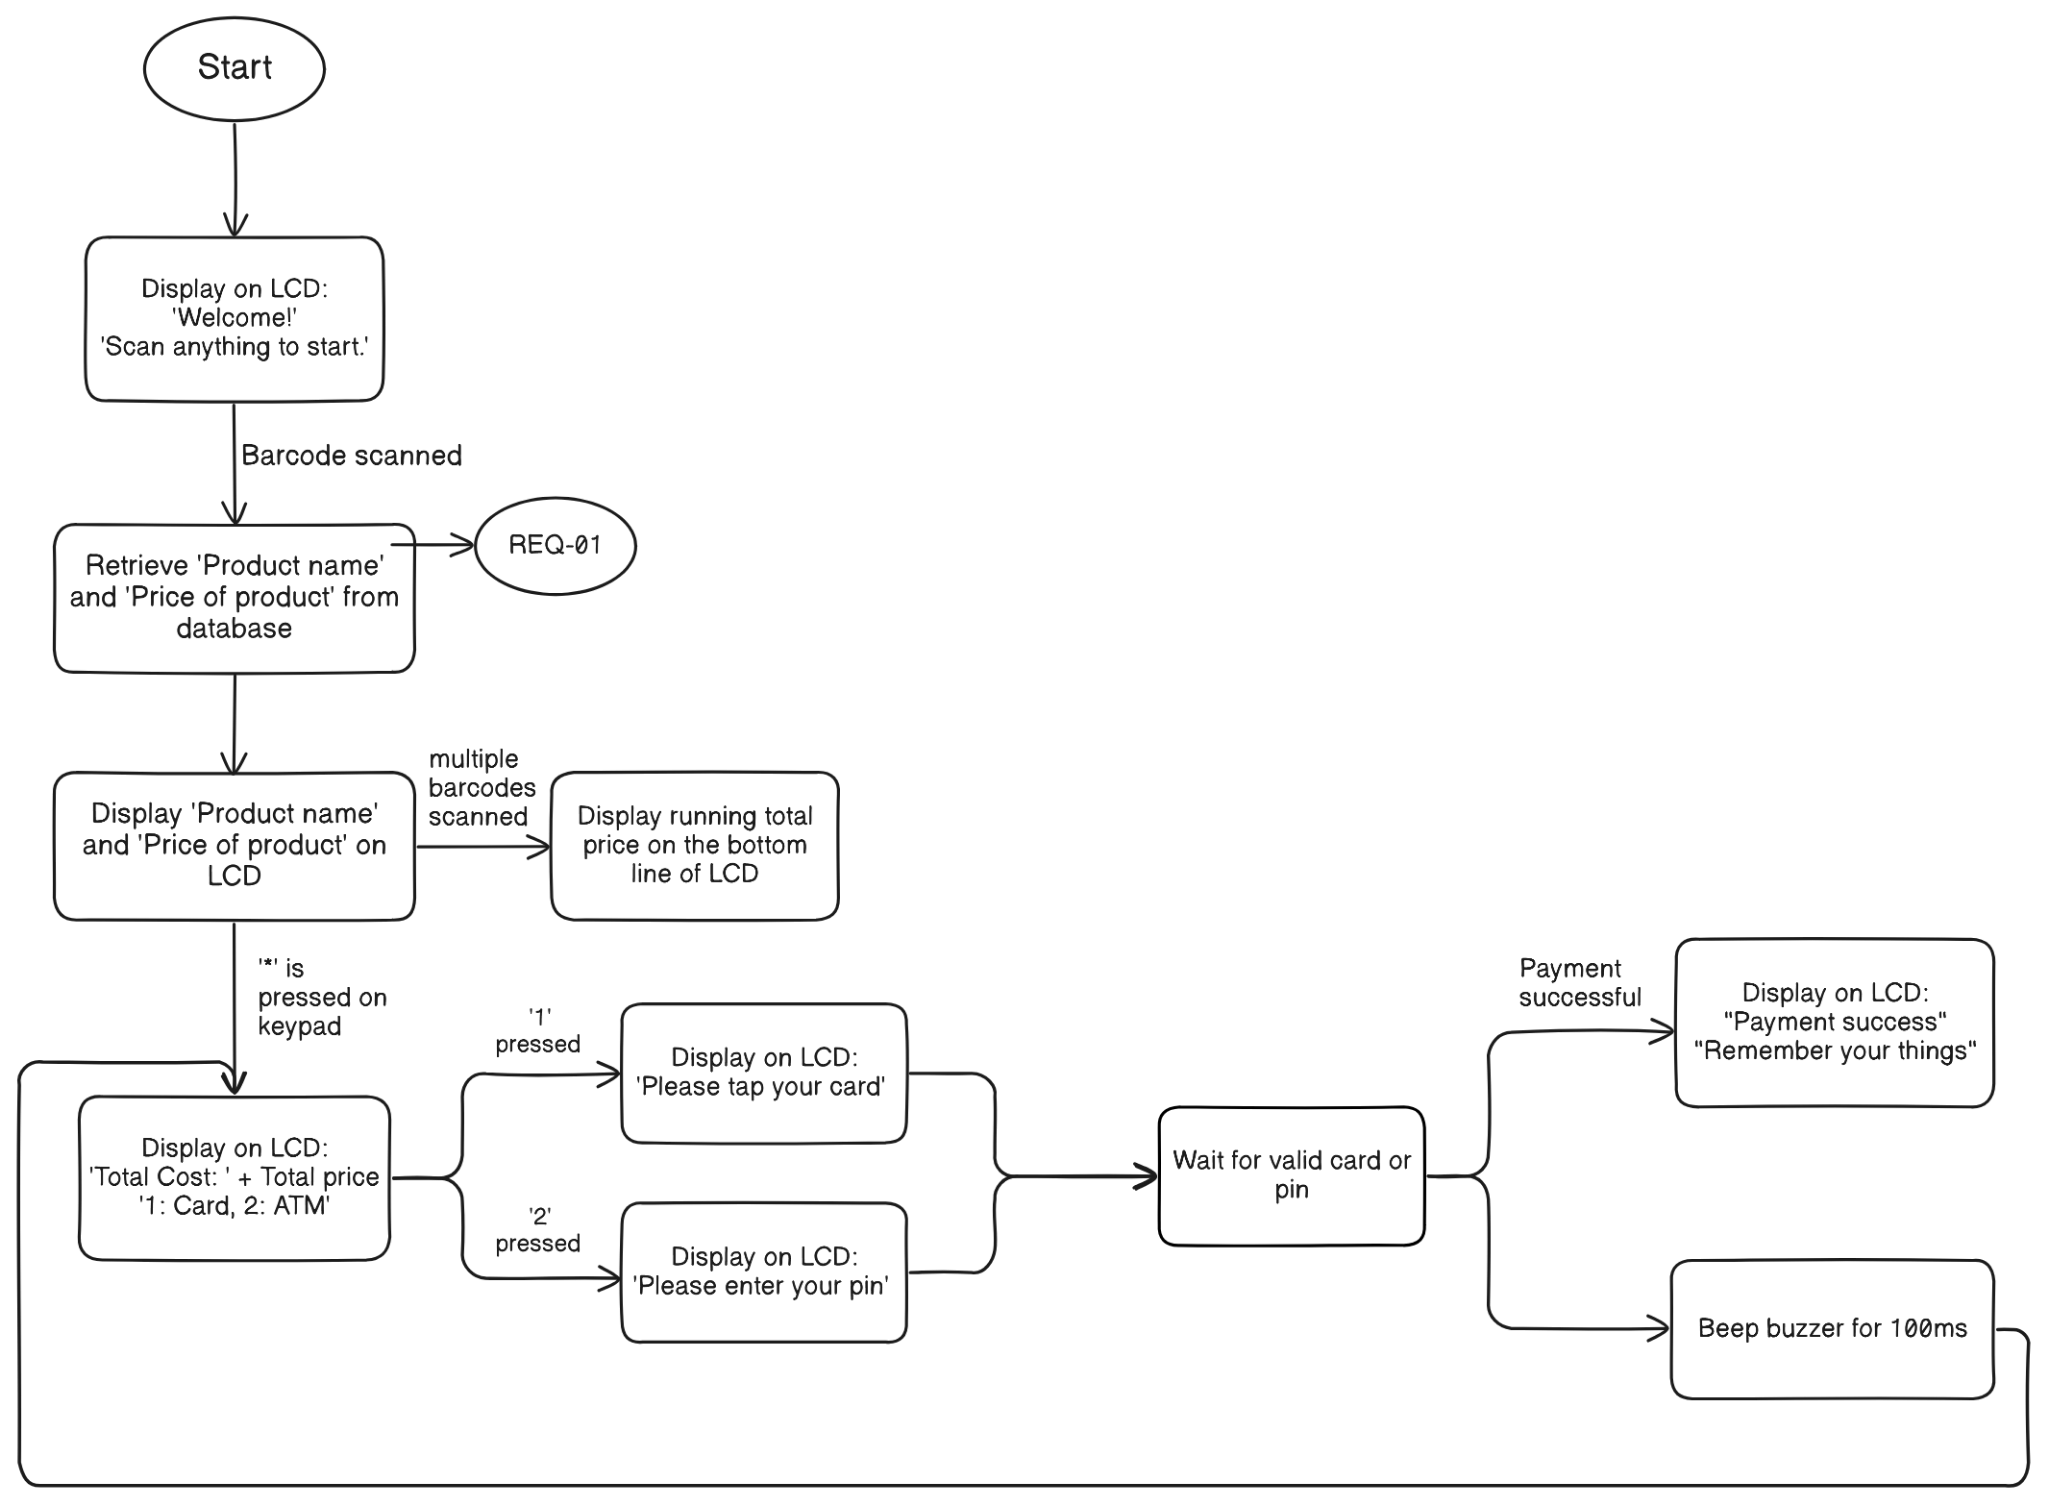 Start
Display on LCD:
'Welcome!'
'Scan anything to start.'
Barcode scanned
Retrieve 'Product name'
and 'Price of product' from
database
REQ-01
Display 'Product name'
and 'Price of product' on
LCD
multiple
barcodes
scanned
Display running total
price on the bottom
line of LCD
'*' is
pressed on
keypad
Display on LCD:
'Total Cost: ' + Total price
'1: Card, 2: ATM'
'1'
pressed
Display on LCD:
'Please tap your card'
'2'
pressed
Display on LCD:
'Please enter your pin'
Wait for valid card or
pin
Payment
successful
Display on LCD:
"Payment success"
"Remember your things"
Beep buzzer for 100ms